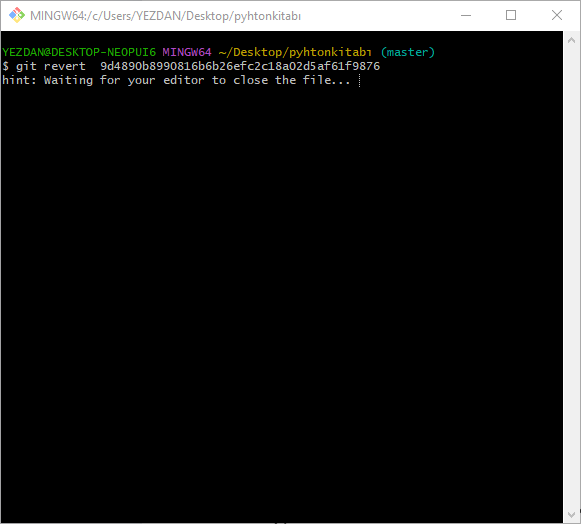 MINGW64:/c/Users/YEZDAN/Desktop/pyhtonkitabı
YEZDAN@DESKTOP-NEOPUI6 MINGW64 ~/Desktop/pyhtonkitabı (master)
$ git revert  9d4890b8990816b6b26efc2c18a02d5af61f9876
hint: Waiting for your editor to close the file...